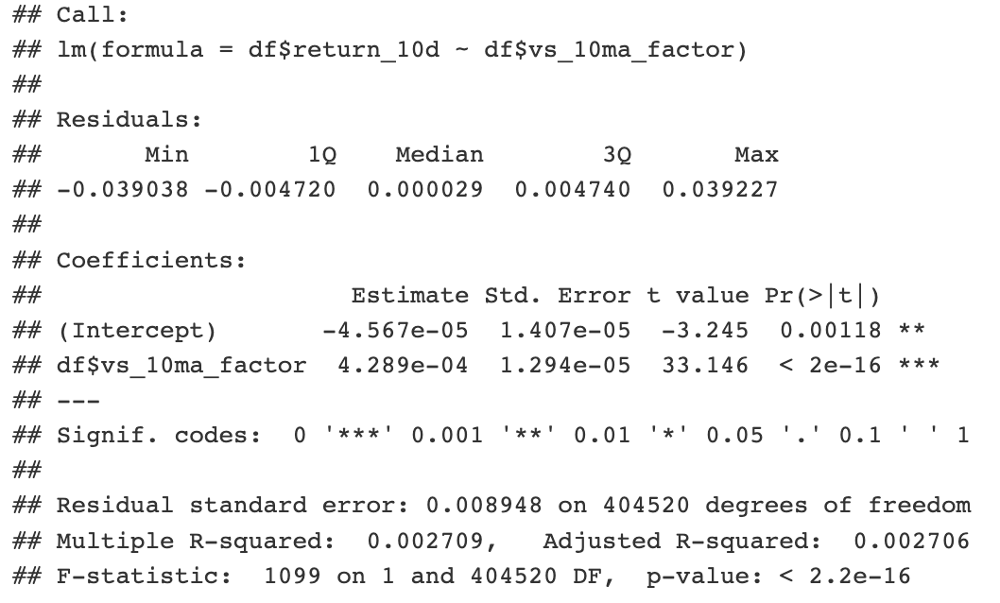 ## Call:
## lm(formula = df$return_10d ~ df$vs_10ma_factor)
##
## Residuals:
##       Min        1Q    Median        3Q       Max
## -0.039038 -0.004720  0.000029  0.004740  0.039227
##
## Coefficients:
##                     Estimate Std. Error t value Pr(>|t|)
## (Intercept)       -4.567e-05  1.407e-05  -3.245  0.00118 **
## df$vs_10ma_factor  4.289e-04  1.294e-05  33.146  < 2e-16 ***
## ---
## Signif. codes:  0 '***' 0.001 '**' 0.01 '*' 0.05 '.' 0.1 ' ' 1
##
## Residual standard error: 0.008948 on 404520 degrees of freedom
## Multiple R-squared:  0.002709,   Adjusted R-squared:  0.002706
## F-statistic:  1099 on 1 and 404520 DF,  p-value: < 2.2e-16